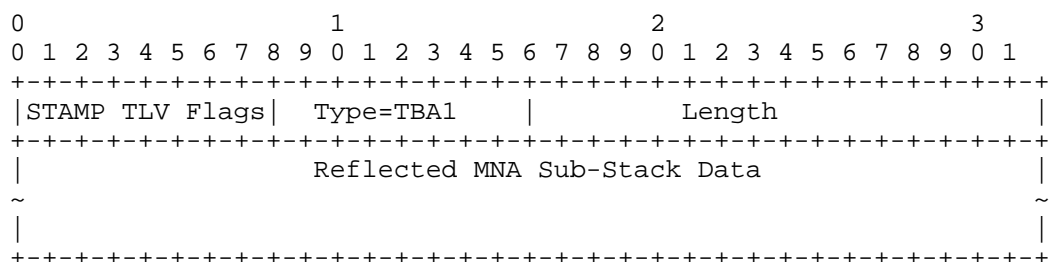 0                   1                   2                   3
0 1 2 3 4 5 6 7 8 9 0 1 2 3 4 5 6 7 8 9 0 1 2 3 4 5 6 7 8 9 0 1
+-+-+-+-+-+-+-+-+-+-+-+-+-+-+-+-+-+-+-+-+-+-+-+-+-+-+-+-+-+-+-+-+
|STAMP TLV Flags|  Type=TBA1    |         Length                |
+-+-+-+-+-+-+-+-+-+-+-+-+-+-+-+-+-+-+-+-+-+-+-+-+-+-+-+-+-+-+-+-+
|                  Reflected MNA Sub-Stack Data                 |
~                                                               ~
|                                                               |
+-+-+-+-+-+-+-+-+-+-+-+-+-+-+-+-+-+-+-+-+-+-+-+-+-+-+-+-+-+-+-+-+